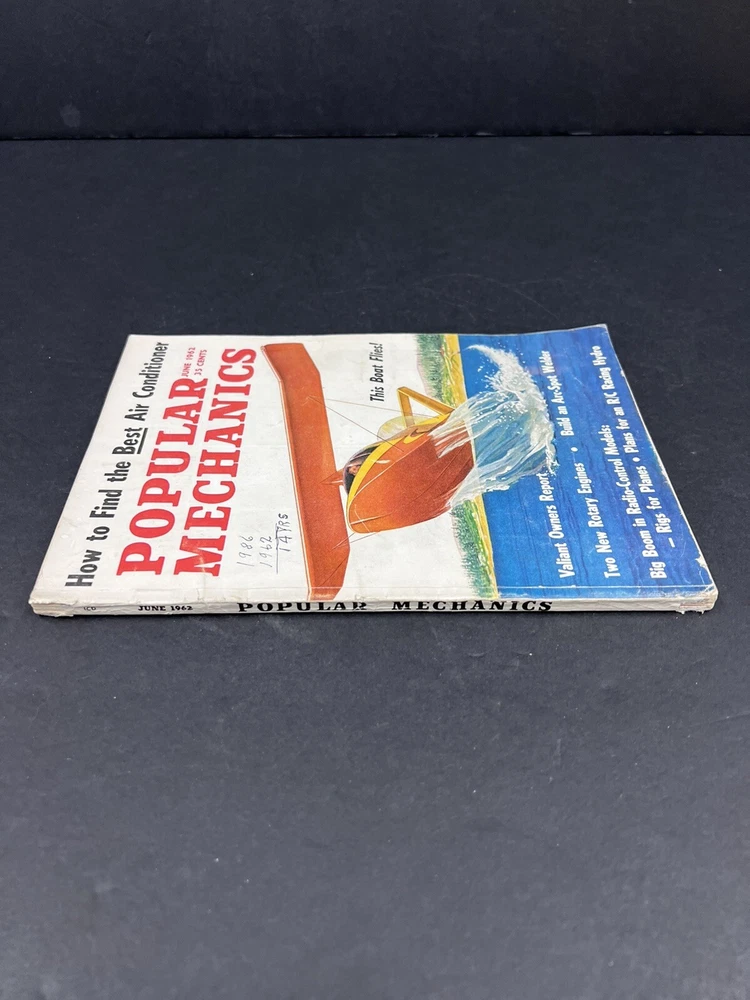 How to Find the Best Air Conditioner
POPULAR
MECHANICS
JUNE 1962
35 CENTS
1986
1962
14 YRS
This Boat Flies!
Valiant Owners Report • Build an Arc-Spot Welder
Two New Rotary Engines
Big Boom in Radio-Control Models:
— Rigs for Planes • Plans for an R/C Racing Hydro
JUNE 1962 POPULAR MECHANICS